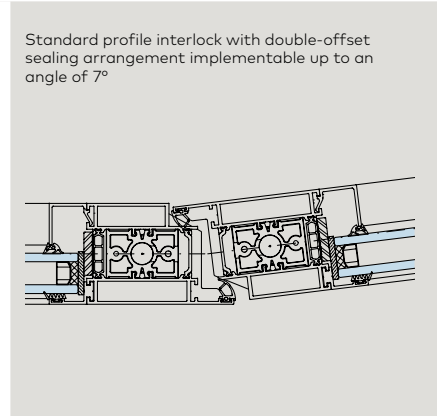 Standard profile interlock with double-offset
sealing arrangement implementable up to an
angle of 7°